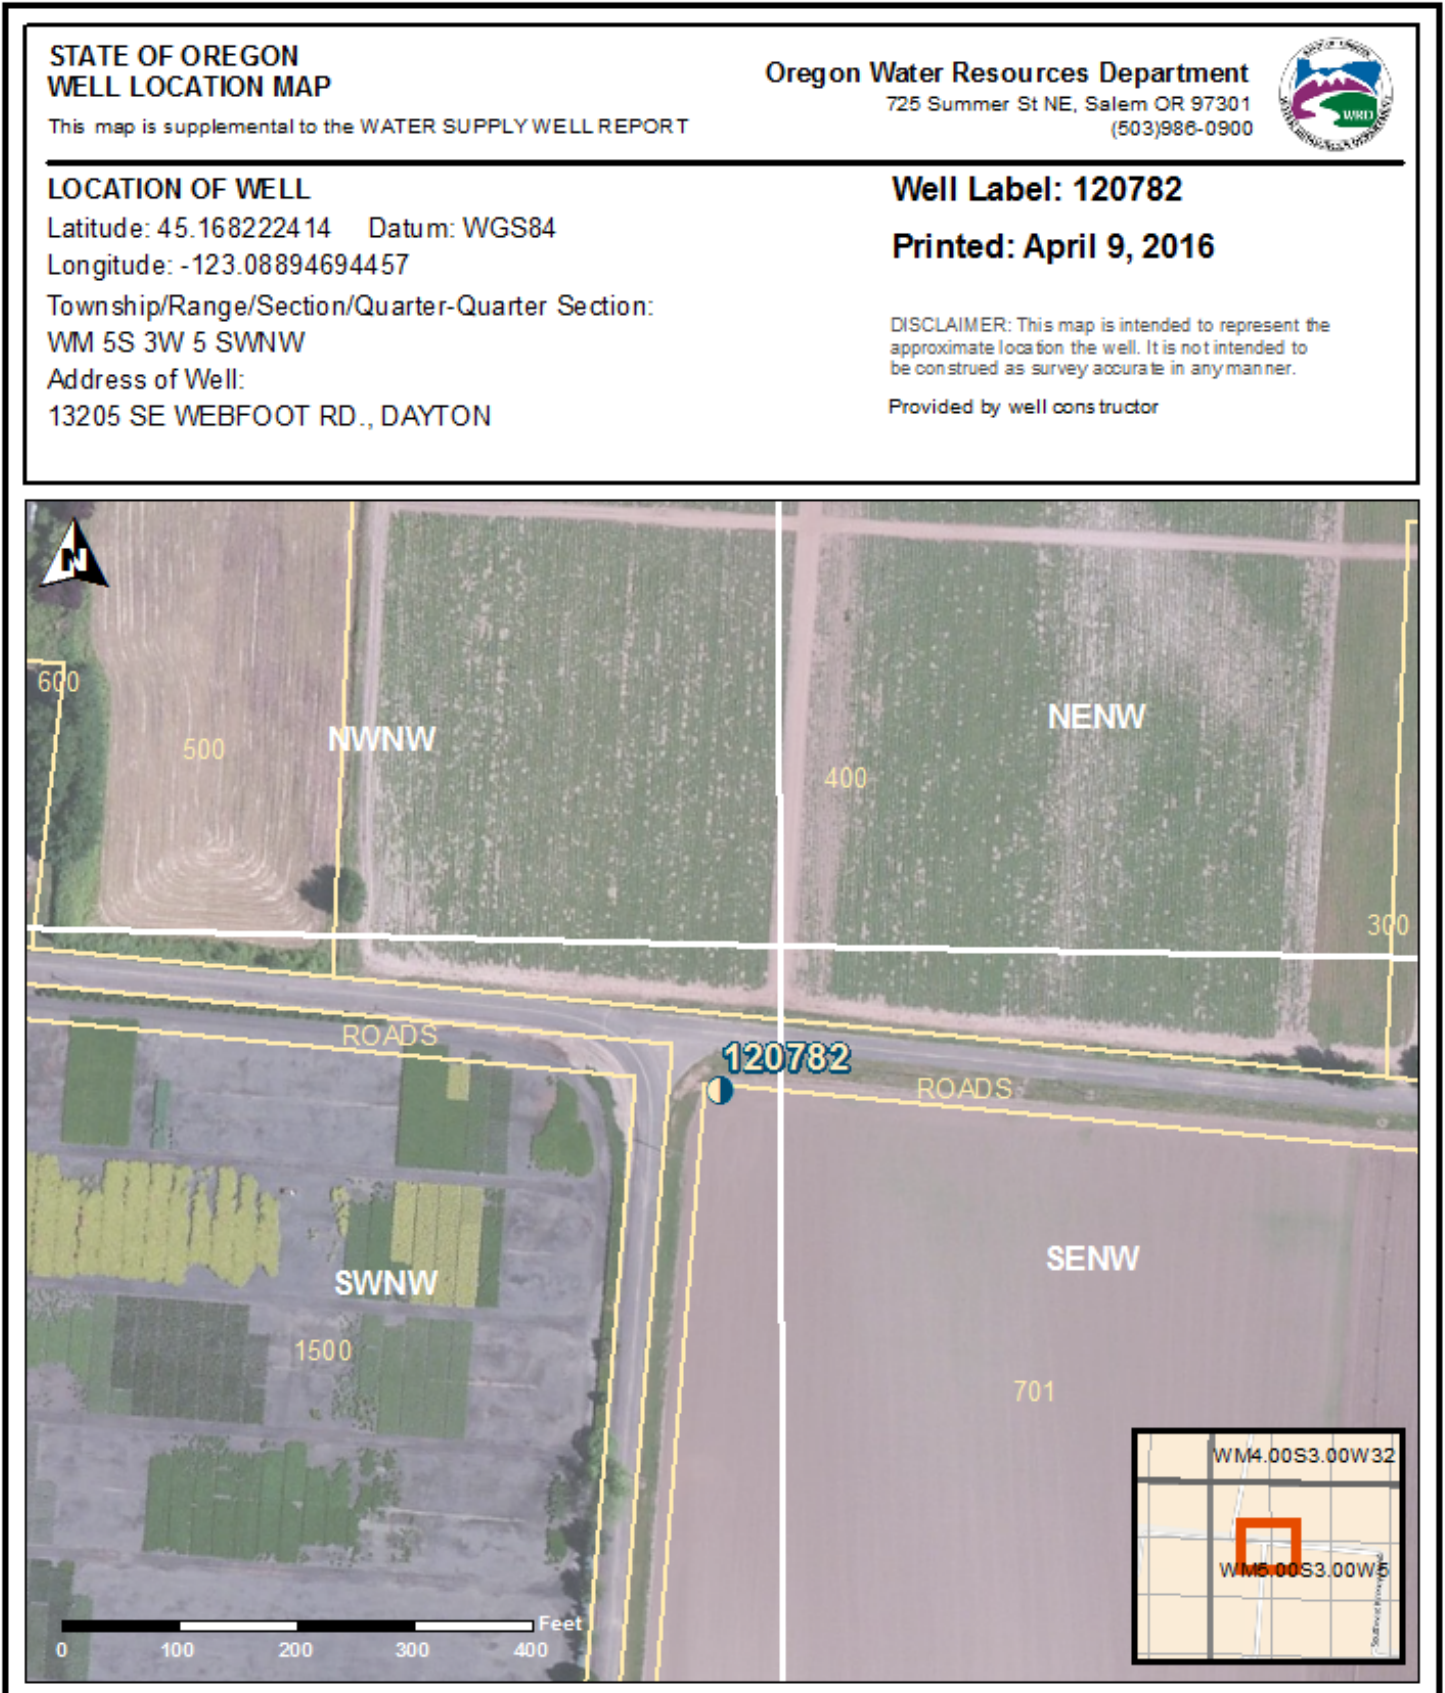 STATE OF OREGON
WELL LOCATION MAP
This map is supplemental to the WATER SUPPLY WELL REPORT
Oregon Water Resources Department
725 Summer St NE, Salem OR 97301
(503)986-0900
WRD
LOCATION OF WELL
Latitude: 45.168222414 Datum: WGS84
Longitude: -123.08894694457
Township/Range/Section/Quarter-Quarter Section:
WM 5S 3W 5 SWNW
Address of Well:
13205 SE WEBFOOT RD., DAYTON
Well Label: 120782
Printed: April 9, 2016
DISCLAIMER: This map is intended to represent the
approximate location the well. It is not intended to
be construed as survey accurate in any manner.
Provided by well constructor
N
600
500
NWNW
NENW
400
300
ROADS
120782
ROADS
SWNW
SENW
1500
701
WM4.00S3.00W32
WM5.00S3.00W5
Feet
0 100 200 300 400